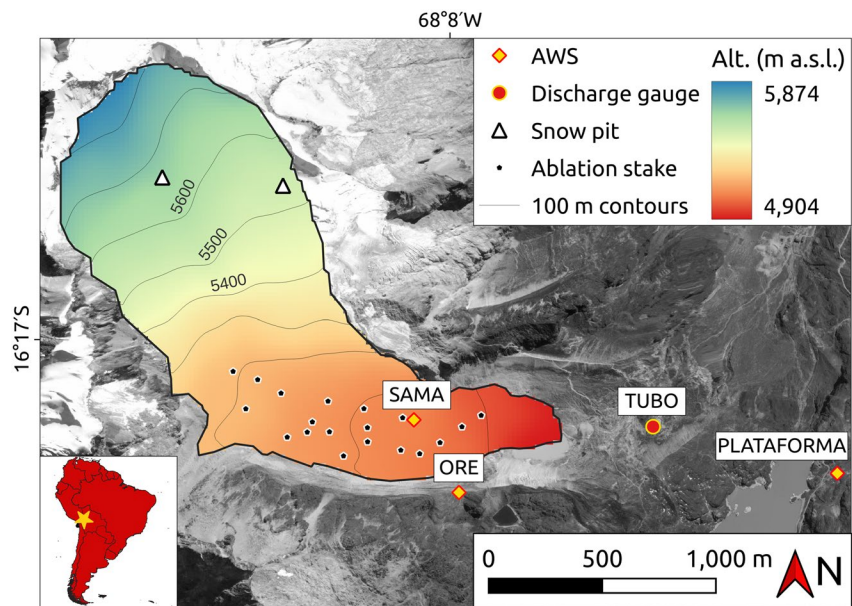 68°8′W
AWS
Discharge gauge
Snow pit
Ablation stake
100 m contours
Alt. (m a.s.l.)
5,874
4,904
5600
5500
5400
16°17′S
SAMA
TUBO
ORE
PLATAFORMA
0 500 1,000 m
N